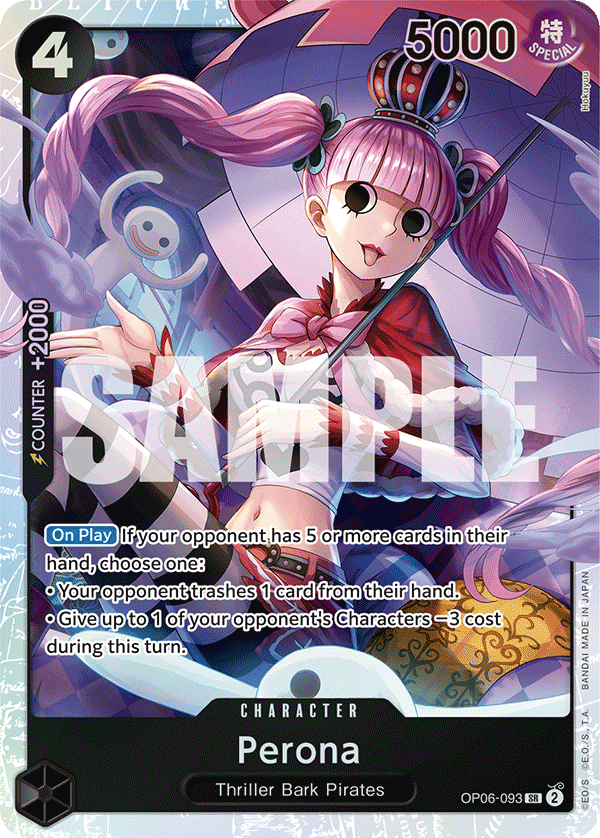 4
5000
特
SPECIAL
Hokuyuu
COUNTER +2000
SAMPLE
On Play If your opponent has 5 or more cards in their
hand, choose one:
• Your opponent trashes 1 card from their hand.
• Give up to 1 of your opponent's Characters −3 cost
during this turn.
CHARACTER
Perona
Thriller Bark Pirates
OP06-093 SR 2
©EO/S ©E.O./S, T.A. BANDAI MADE IN JAPAN